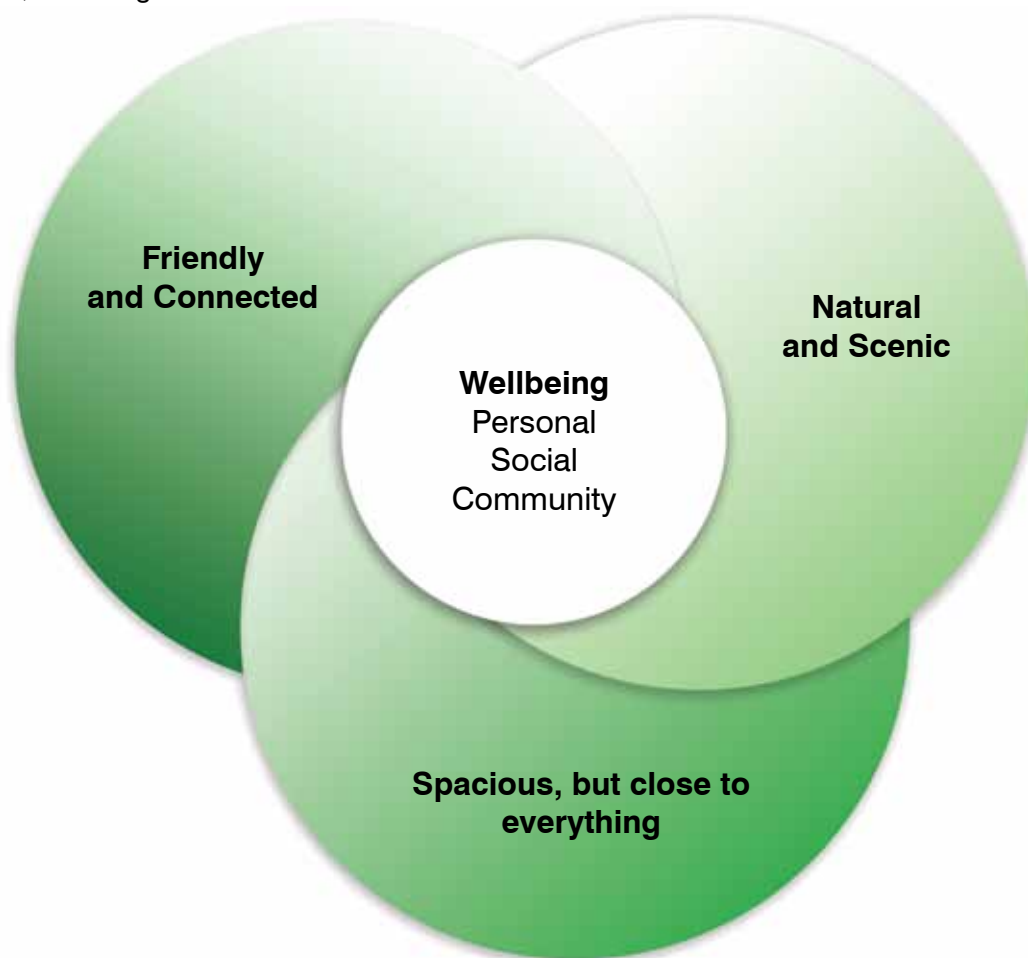 Friendly
and Connected
Natural
and Scenic
Wellbeing
Personal
Social
Community
Spacious, but close to
everything